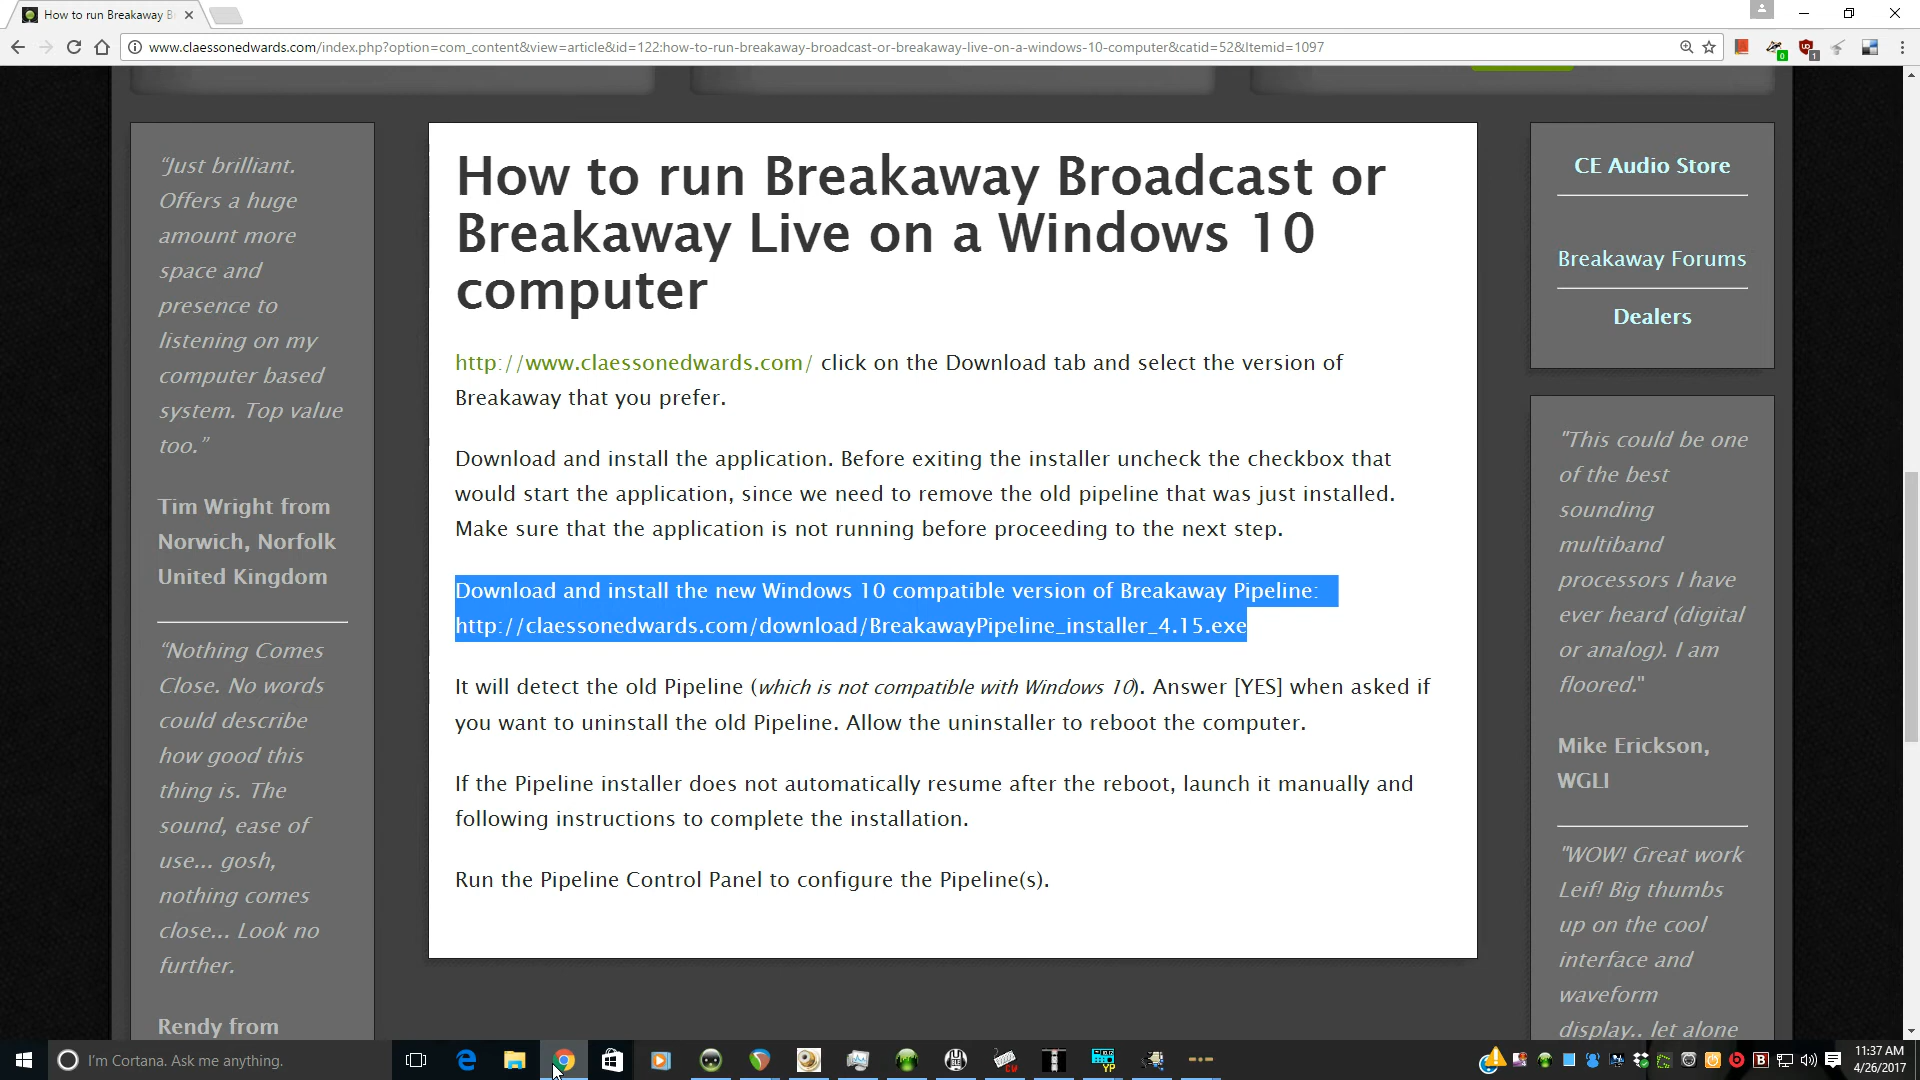 How to run Breakaway B
www.claessonedwards.com/index.php?option=com_content&view=article&id=122:how-to-run-breakaway-broadcast-or-breakaway-live-on-a-windows-10-computer&catid=52&Itemid=1097
0
1
“Just brilliant.
Offers a huge
amount more
space and
presence to
listening on my
computer based
system. Top value
too.”
Tim Wright from
Norwich, Norfolk
United Kingdom
“Nothing Comes
Close. No words
could describe
how good this
thing is. The
sound, ease of
use... gosh,
nothing comes
close... Look no
further.
Rendy from
How to run Breakaway Broadcast or
Breakaway Live on a Windows 10
computer
http://www.claessonedwards.com/ click on the Download tab and select the version of
Breakaway that you prefer.
Download and install the application. Before exiting the installer uncheck the checkbox that
would start the application, since we need to remove the old pipeline that was just installed.
Make sure that the application is not running before proceeding to the next step.
Download and install the new Windows 10 compatible version of Breakaway Pipeline:
http://claessonedwards.com/download/BreakawayPipeline_installer_4.15.exe
It will detect the old Pipeline (which is not compatible with Windows 10). Answer [YES] when asked if
you want to uninstall the old Pipeline. Allow the uninstaller to reboot the computer.
If the Pipeline installer does not automatically resume after the reboot, launch it manually and
following instructions to complete the installation.
Run the Pipeline Control Panel to configure the Pipeline(s).
CE Audio Store
Breakaway Forums
Dealers
"This could be one
of the best
sounding
multiband
processors I have
ever heard (digital
or analog). I am
floored."
Mike Erickson,
WGLI
"WOW! Great work
Leif! Big thumbs
up on the cool
interface and
waveform
display.. let alone
I'm Cortana. Ask me anything.
YP
11:37 AM
4/26/2017